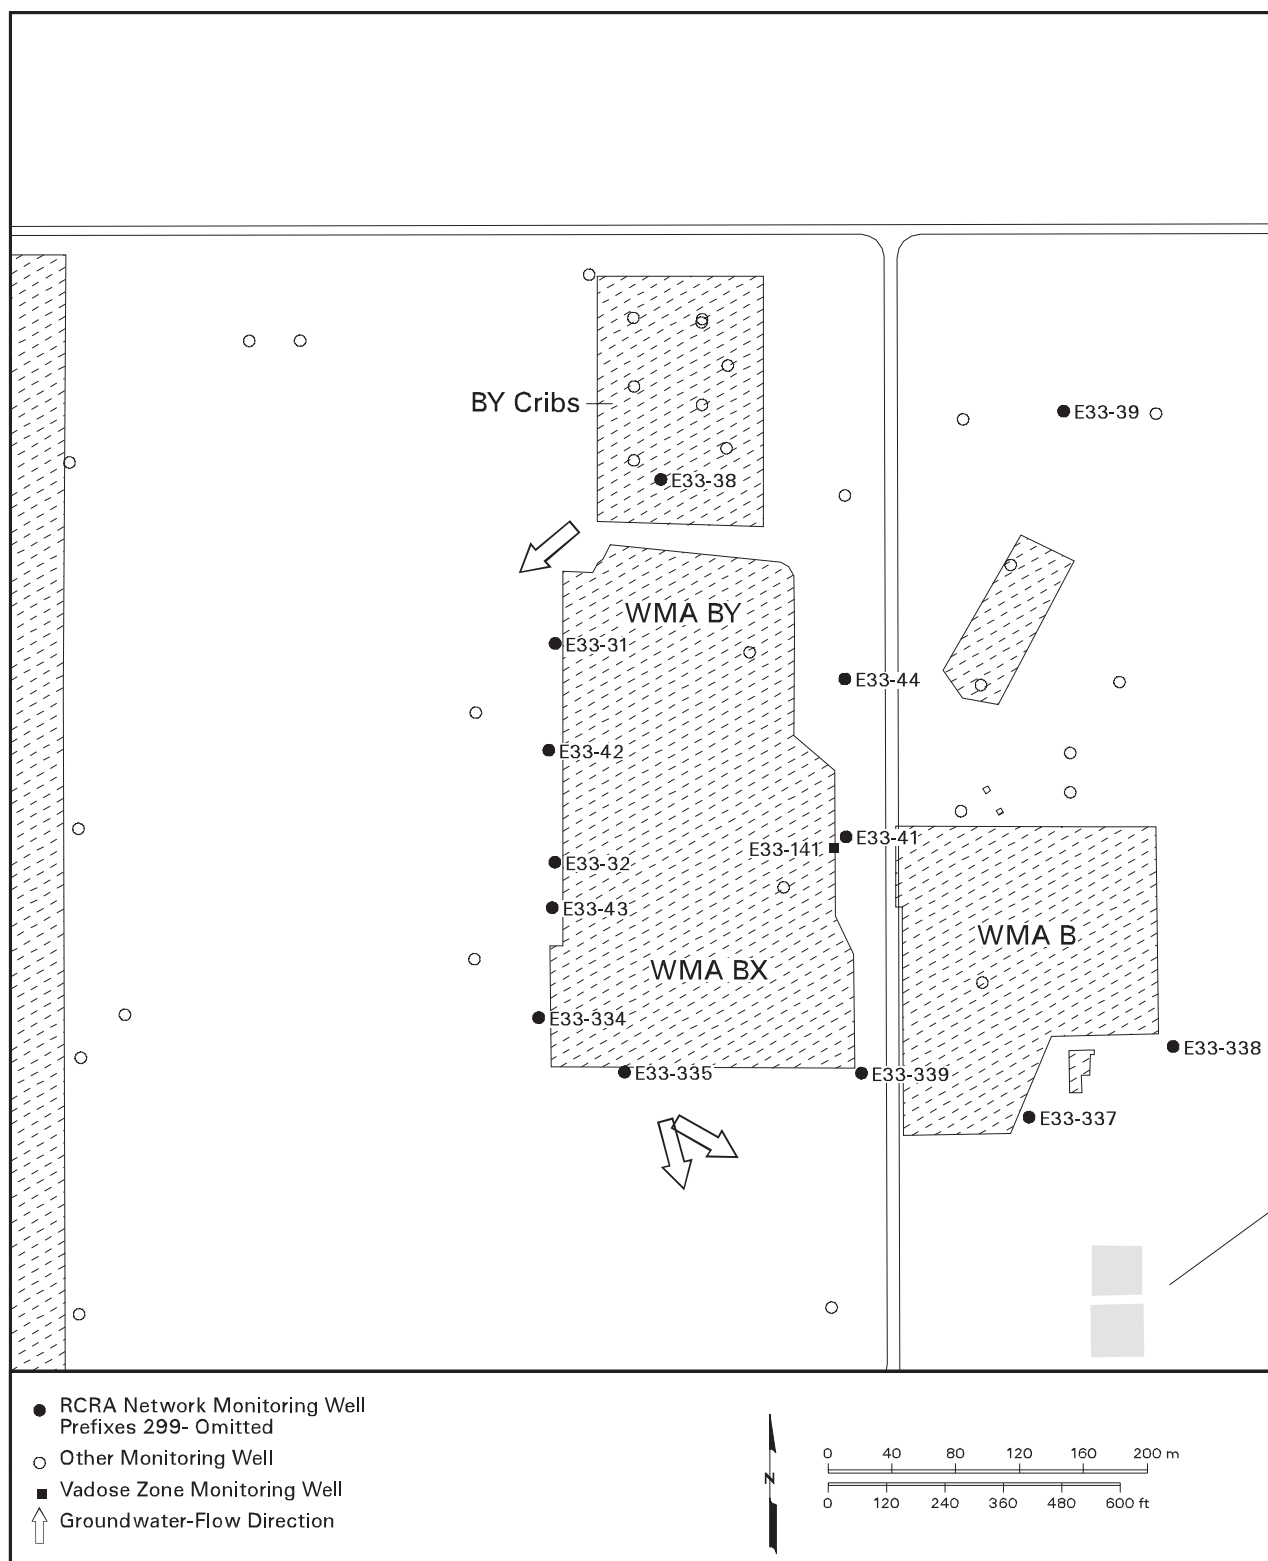 BY Cribs
E33-39
E33-38
WMA BY
E33-31
E33-44
E33-42
E33-41
E33-141
E33-32
E33-43
WMA B
WMA BX
E33-334
E33-338
E33-335
E33-339
E33-337
RCRA Network Monitoring Well
Prefixes 299- Omitted
Other Monitoring Well
Vadose Zone Monitoring Well
Groundwater-Flow Direction
N
0 40 80 120 160 200 m
0 120 240 360 480 600 ft